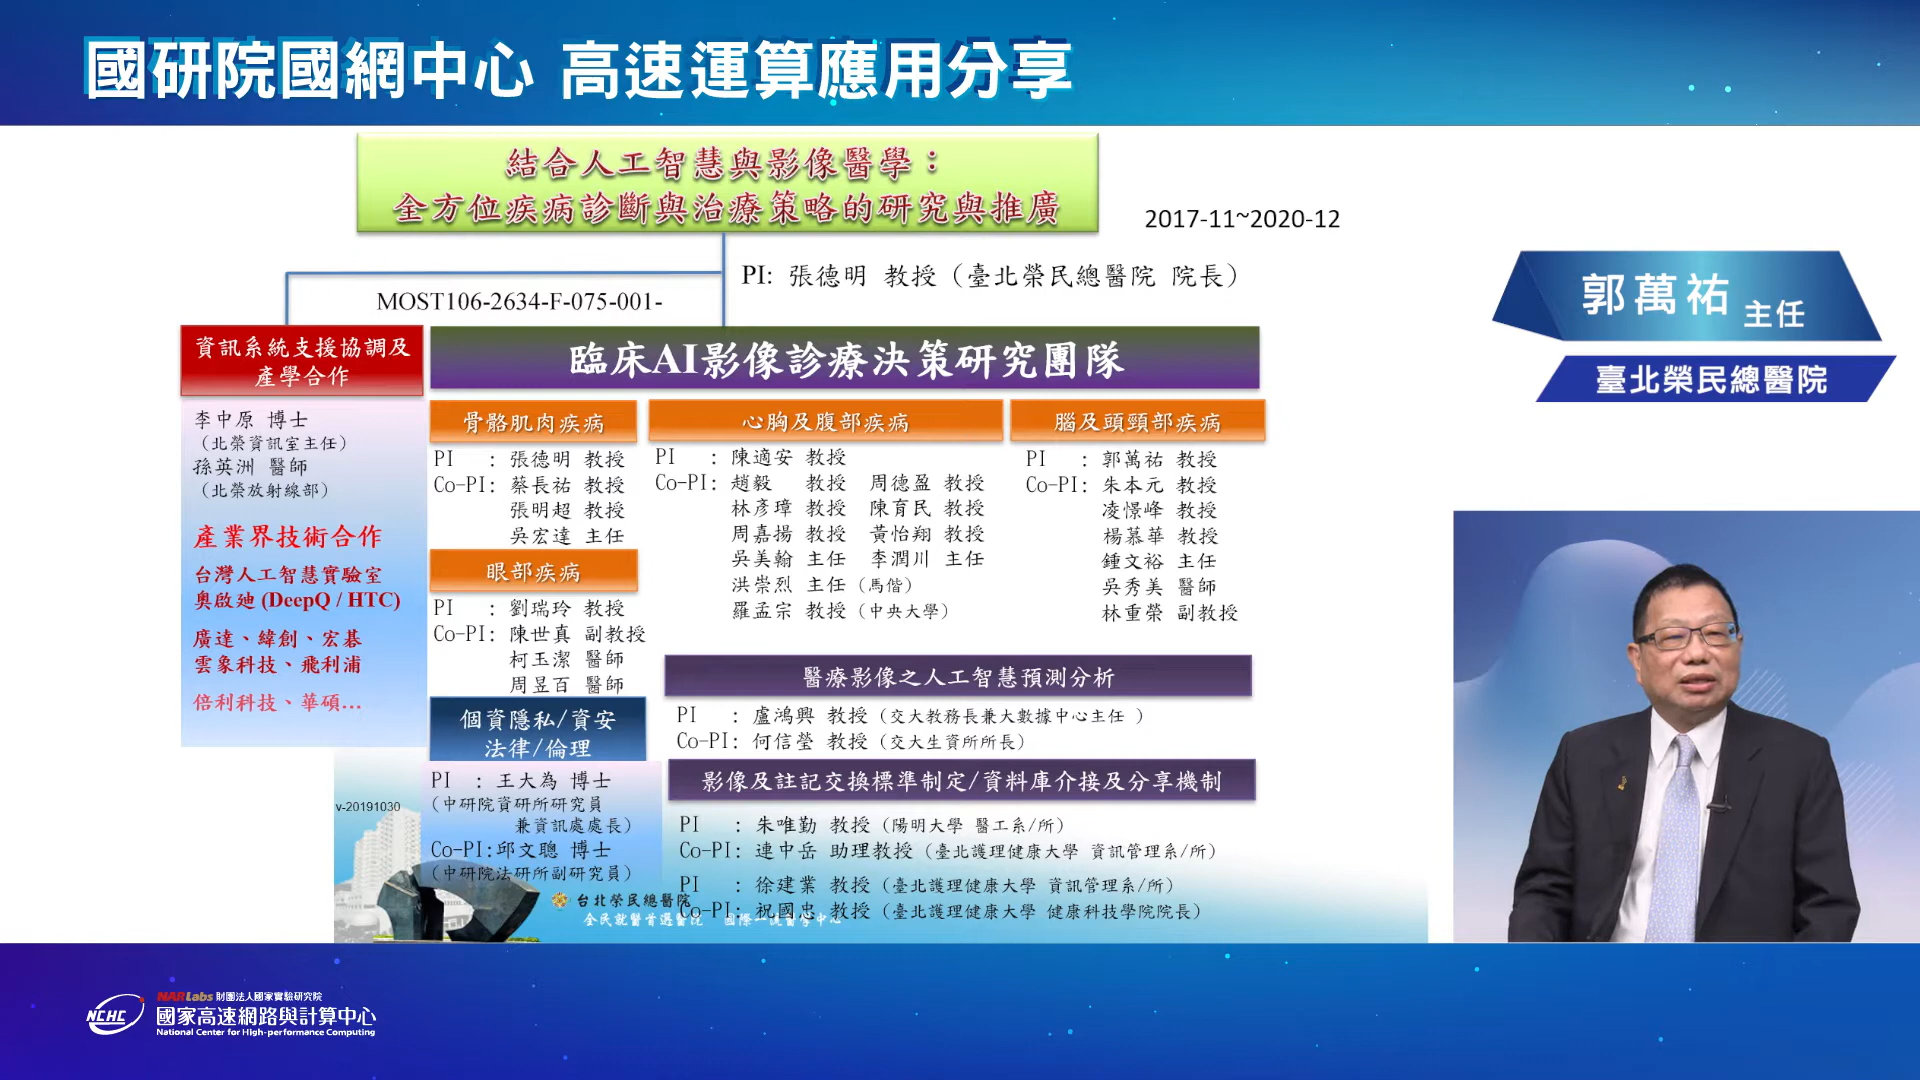 國研院國網中心 高速運算應用分享
結合人工智慧與影像醫學：
全方位疾病診斷與治療策略的研究與推廣
2017-11~2020-12
PI: 張德明 教授（臺北榮民總醫院 院長）
MOST106-2634-F-075-001-
郭萬祐 主任
臺北榮民總醫院
資訊系統支援協調及
產學合作
李中原 博士
（北榮資訊室主任）
孫英洲 醫師
（北榮放射線部）
產業界技術合作
台灣人工智慧實驗室
奧啟迪 (DeepQ / HTC)
廣達、緯創、宏碁
雲象科技、飛利浦
倍利科技、華碩...
臨床AI影像診療決策研究團隊
骨骼肌肉疾病
PI : 張德明 教授
Co-PI: 蔡長祐 教授
張明超 教授
吳宏達 主任
眼部疾病
PI : 劉瑞玲 教授
Co-PI: 陳世真 副教授
柯玉潔 醫師
周昱百 醫師
個資隱私/資安
法律/倫理
PI : 王大為 博士
（中研院資研所研究員
兼資訊處處長）
Co-PI:邱文聰 博士
（中研院法研所副研究員）
心胸及腹部疾病
PI : 陳適安 教授
Co-PI: 趙毅 教授 周德盈 教授
林彥璋 教授 陳育民 教授
周嘉揚 教授 黃怡翔 教授
吳美翰 主任 李潤川 主任
洪崇烈 主任（馬偕）
羅孟宗 教授（中央大學）
腦及頭頸部疾病
PI : 郭萬祐 教授
Co-PI: 朱本元 教授
凌憬峰 教授
楊慕華 教授
鍾文裕 主任
吳秀美 醫師
林重榮 副教授
醫療影像之人工智慧預測分析
PI : 盧鴻興 教授（交大教務長兼大數據中心主任 ）
Co-PI: 何信瑩 教授（交大生資所所長）
影像及註記交換標準制定/資料庫介接及分享機制
PI : 朱唯勤 教授（陽明大學 醫工系/所）
Co-PI: 連中岳 助理教授（臺北護理健康大學 資訊管理系/所）
PI : 徐建業 教授（臺北護理健康大學 資訊管理系/所）
Co-PI: 祝國忠 教授（臺北護理健康大學 健康科技學院院長）
v-20191030
台北榮民總醫院
全民就醫首選醫院 國際一流醫學中心
NCHC
NARLabs 財團法人國家實驗研究院
國家高速網路與計算中心
National Center for High-performance Computing